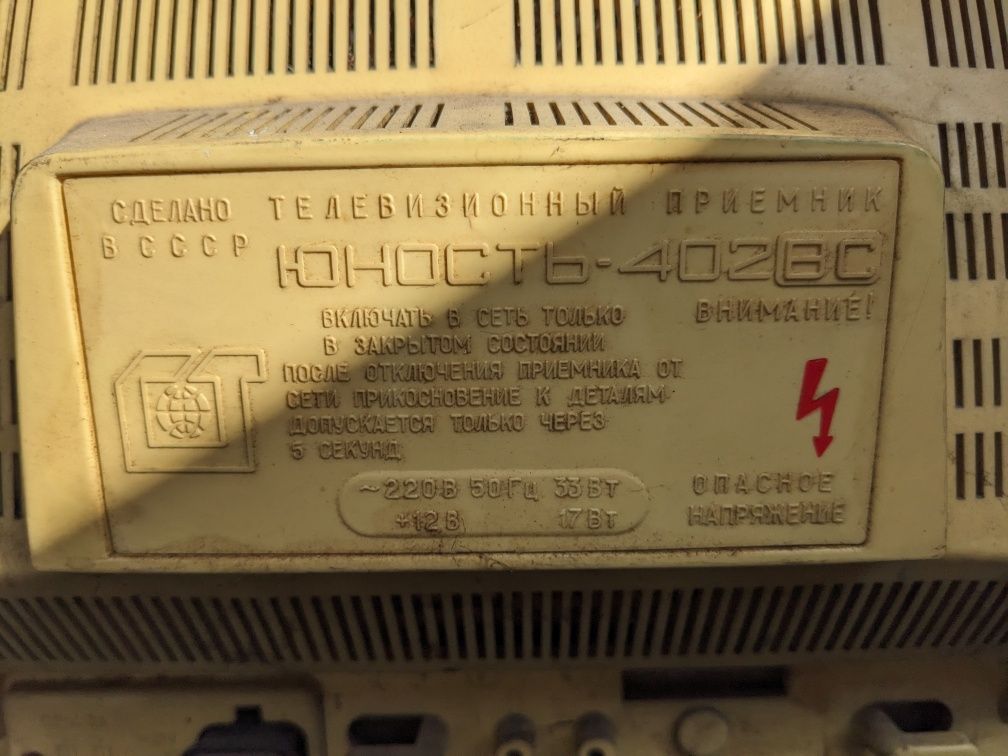 СДЕЛАНО
В СССР
ТЕЛЕВИЗИОННЫЙ ПРИЕМНИК
ЮНОСТЬ-402ВС
ВНИМАНИЕ!
ВКЛЮЧАТЬ В СЕТЬ ТОЛЬКО
В ЗАКРЫТОМ СОСТОЯНИИ
ПОСЛЕ ОТКЛЮЧЕНИЯ ПРИЕМНИКА ОТ
СЕТИ ПРИКОСНОВЕНИЕ К ДЕТАЛЯМ
ДОПУСКАЕТСЯ ТОЛЬКО ЧЕРЕЗ
5 СЕКУНД
~220В 50Гц 33Вт
+12В 17Вт
ОПАСНОЕ
НАПРЯЖЕНИЕ